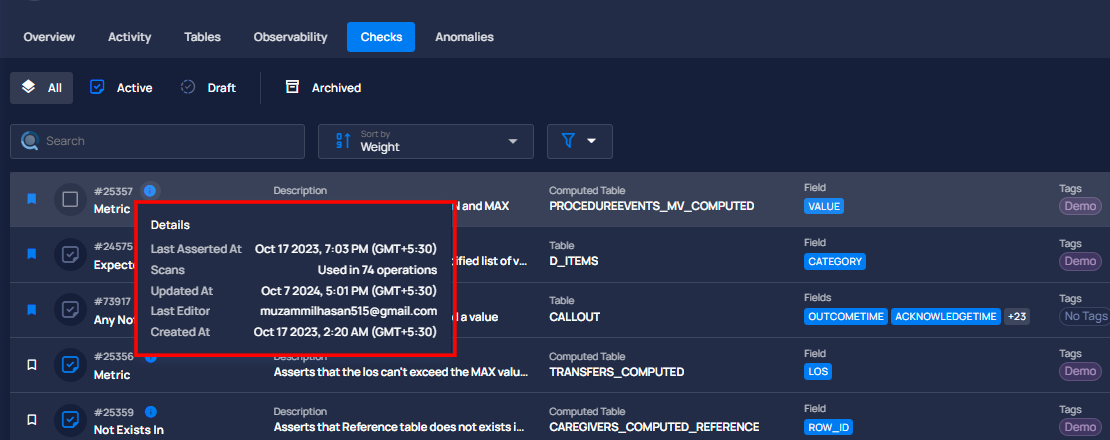 Overview Activity Tables Observability Checks Anomalies
All Active Draft Archived
Search
Sort by
Weight
#25357 Description Computed Table Field Tags
Metric N and MAX PROCEDUREEVENTS_MV_COMPUTED VALUE Demo
Details
Last Asserted At Oct 17 2023, 7:03 PM (GMT+5:30)
Scans Used in 74 operations
Updated At Oct 7 2024, 5:01 PM (GMT+5:30)
Last Editor muzammilhasan515@gmail.com
Created At Oct 17 2023, 2:20 AM (GMT+5:30)
#24575 Table Field Tags
Expecte ified list of v... D_ITEMS CATEGORY Demo
#73917 Table Fields Tags
Any No d a value CALLOUT OUTCOMETIME ACKNOWLEDGETIME +23 No Tags
#25356 Description Computed Table Field Tags
Metric Asserts that the los can't exceed the MAX valu... TRANSFERS_COMPUTED LOS Demo
#25359 Description Computed Table Field Tags
Not Exists In Asserts that Reference table does not exists i... CAREGIVERS_COMPUTED_REFERENCE ROW_ID Demo